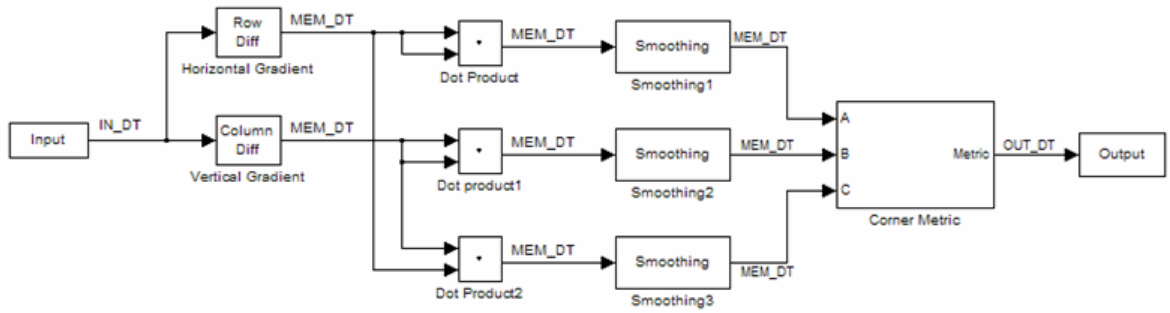 Row
Diff
MEM_DT
Horizontal Gradient
Dot Product
MEM_DT
Smoothing
Smoothing1
MEM_DT
Input
IN_DT
Column
Diff
MEM_DT
Vertical Gradient
Dot product1
MEM_DT
Smoothing
Smoothing2
MEM_DT
A
B
C
Metric
Corner Metric
OUT_DT
Output
Dot Product2
MEM_DT
Smoothing
Smoothing3
MEM_DT